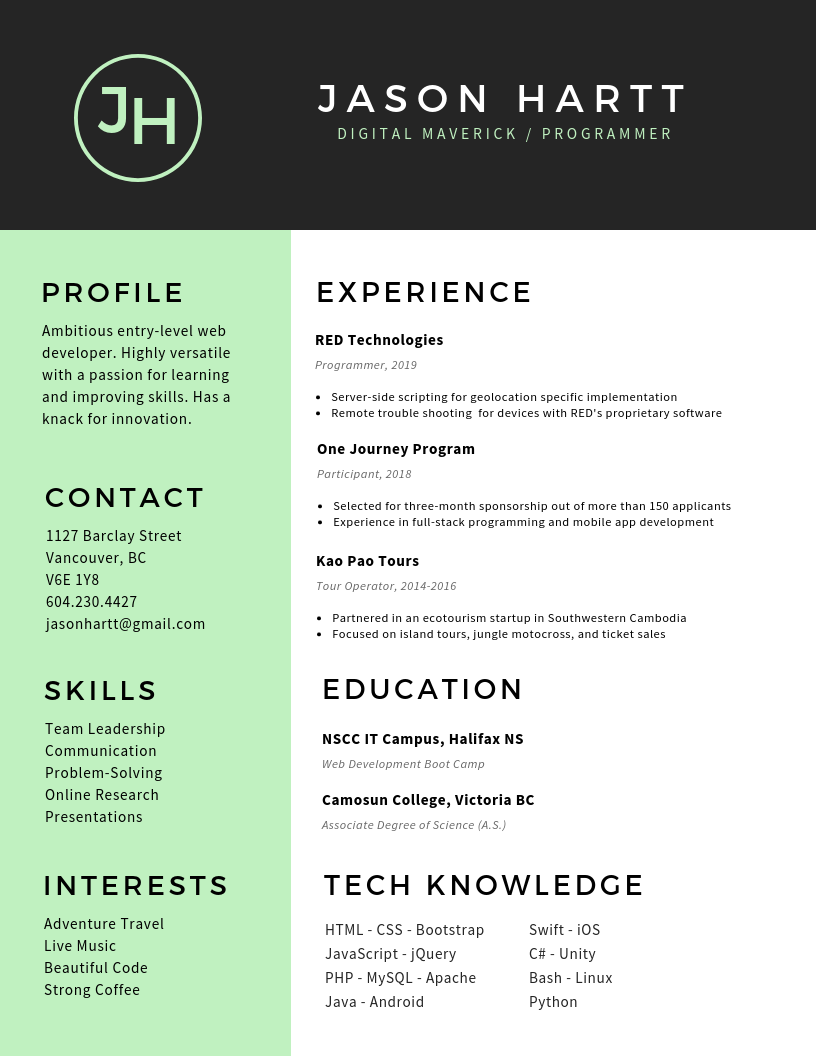 JH
JASON HARTT
DIGITAL MAVERICK / PROGRAMMER
PROFILE
Ambitious entry-level web
developer. Highly versatile
with a passion for learning
and improving skills. Has a
knack for innovation.
CONTACT
1127 Barclay Street
Vancouver, BC
V6E 1Y8
604.230.4427
jasonhartt@gmail.com
SKILLS
Team Leadership
Communication
Problem-Solving
Online Research
Presentations
INTERESTS
Adventure Travel
Live Music
Beautiful Code
Strong Coffee
EXPERIENCE
RED Technologies
Programmer, 2019
• Server-side scripting for geolocation specific implementation
• Remote trouble shooting  for devices with RED's proprietary software
One Journey Program
Participant, 2018
• Selected for three-month sponsorship out of more than 150 applicants
• Experience in full-stack programming and mobile app development
Kao Pao Tours
Tour Operator, 2014-2016
• Partnered in an ecotourism startup in Southwestern Cambodia
• Focused on island tours, jungle motocross, and ticket sales
EDUCATION
NSCC IT Campus, Halifax NS
Web Development Boot Camp
Camosun College, Victoria BC
Associate Degree of Science (A.S.)
TECH KNOWLEDGE
HTML - CSS - Bootstrap
JavaScript - jQuery
PHP - MySQL - Apache
Java - Android
Swift - iOS
C# - Unity
Bash - Linux
Python